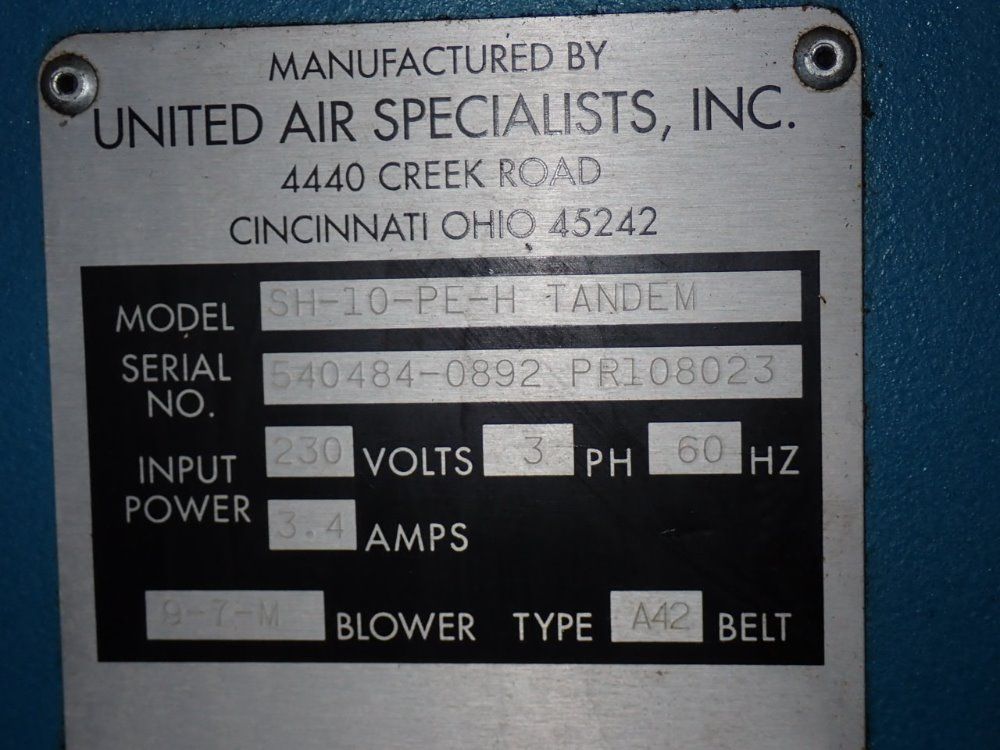 MANUFACTURED BY
UNITED AIR SPECIALISTS, INC.
4440 CREEK ROAD
CINCINNATI OHIO 45242
MODEL SH-10-PE-H TANDEM
SERIAL NO. 540484-0892 PR108023
INPUT POWER 230 VOLTS 3 PH 60 HZ
3.4 AMPS
9-7-M BLOWER TYPE A42 BELT